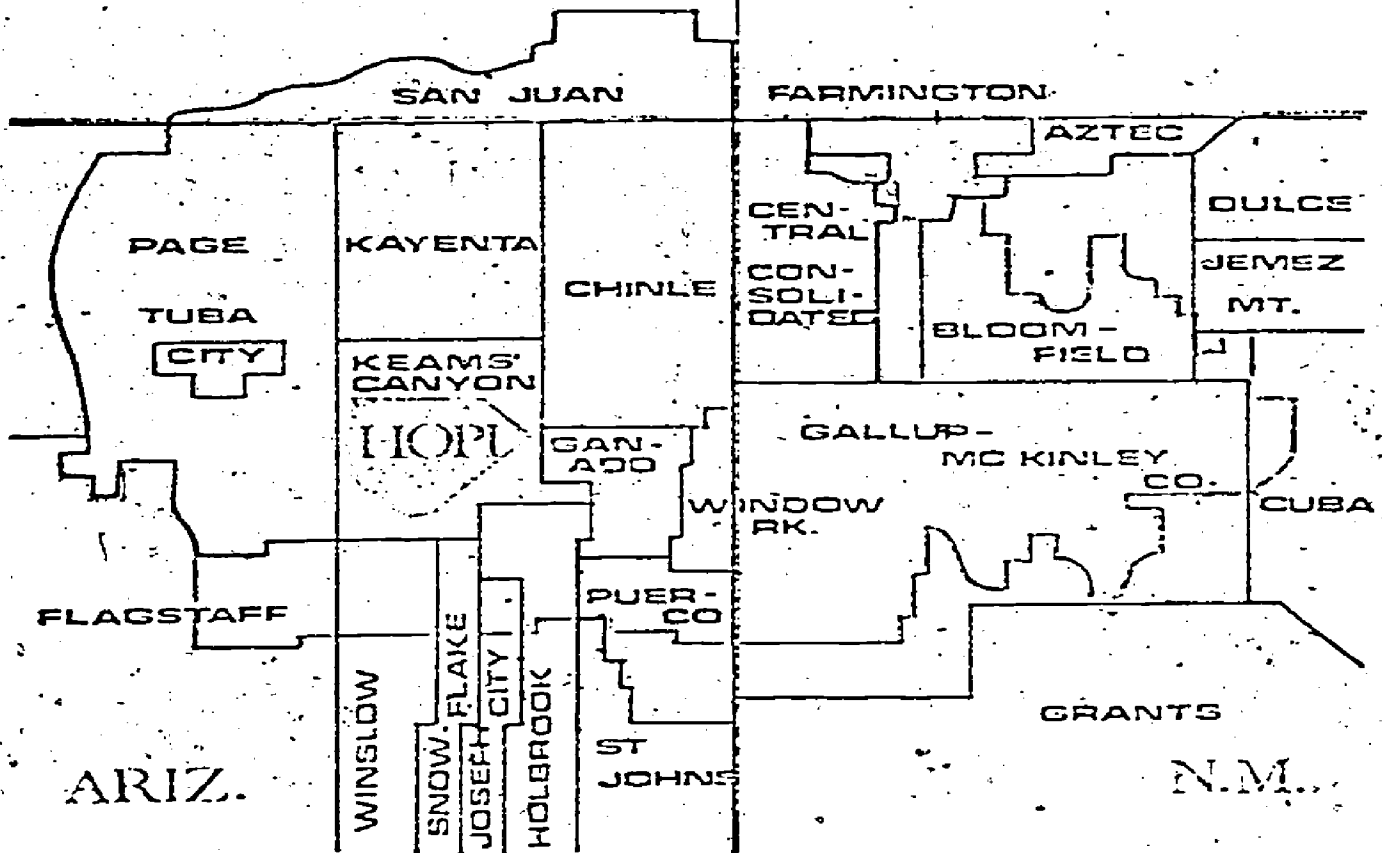 SAN JUAN
FARMINGTON
AZTEC
DULCE
JEMEZ
MT.
PAGE
KAYENTA
CHINLE
CEN-
TRAL
CON-
SOLI-
DATED
BLOOM-
FIELD
TUBA
CITY
KEAMS'
CANYON
HOPI
GAN-
ADO
WINDOW
RK.
GALLUP-
MC KINLEY
CO.
CUBA
FLAGSTAFF
PUER-
CO
WINSLOW
SNOW.
FLAKE
JOSEPH
CITY
HOLBROOK
ST
JOHNS
GRANTS
ARIZ.
N.M.